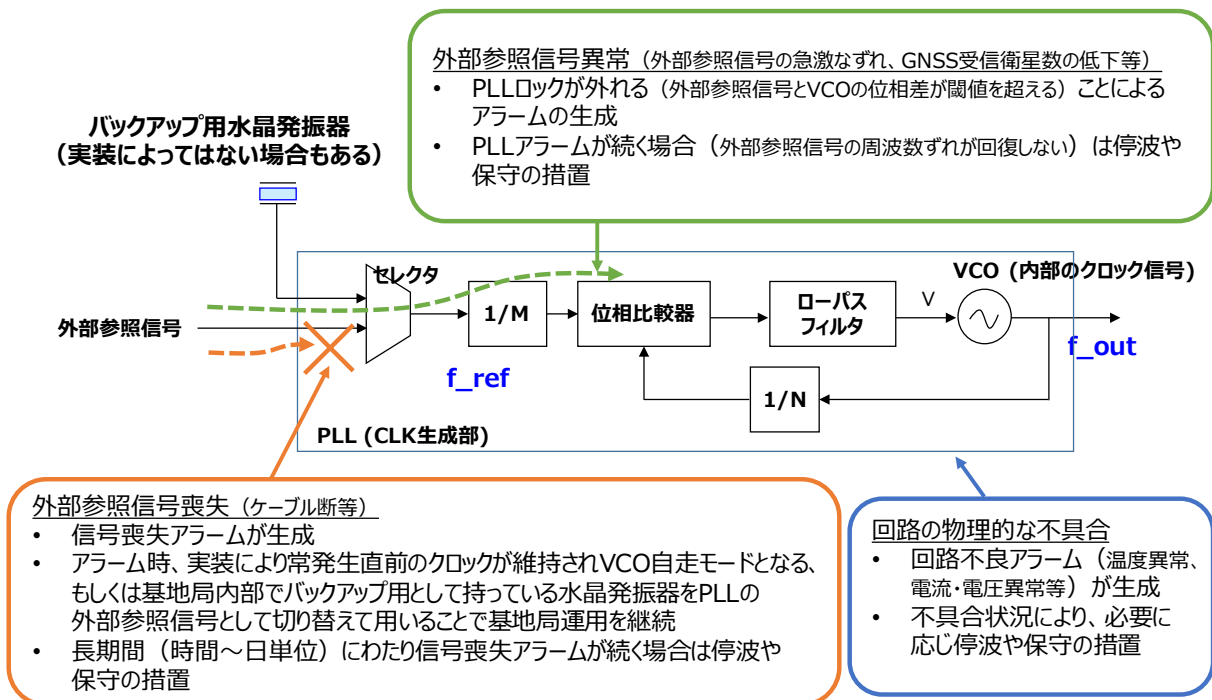 外部参照信号異常（外部参照信号の急激なずれ、GNSS受信衛星数の低下等）
• PLLロックが外れる（外部参照信号とVCOの位相差が閾値を超える）ことによる
アラームの生成
• PLLアラームが続く場合（外部参照信号の周波数ずれが回復しない）は停波や
保守の措置
バックアップ用水晶発振器
（実装によってはない場合もある）
セレクタ
VCO (内部のクロック信号)
外部参照信号
1/M
位相比較器
ローパス
フィルタ
V
f_ref
f_out
1/N
PLL (CLK生成部)
外部参照信号喪失（ケーブル断等）
• 信号喪失アラームが生成
• アラーム時、実装により常発生直前のクロックが維持されVCO自走モードとなる、
もしくは基地局内部でバックアップ用として持っている水晶発振器をPLLの
外部参照信号として切り替えて用いることで基地局運用を継続
• 長期間（時間～日単位）にわたり信号喪失アラームが続く場合は停波や
保守の措置
回路の物理的な不具合
• 回路不良アラーム（温度異常、
電流・電圧異常等）が生成
• 不具合状況により、必要に
応じ停波や保守の措置